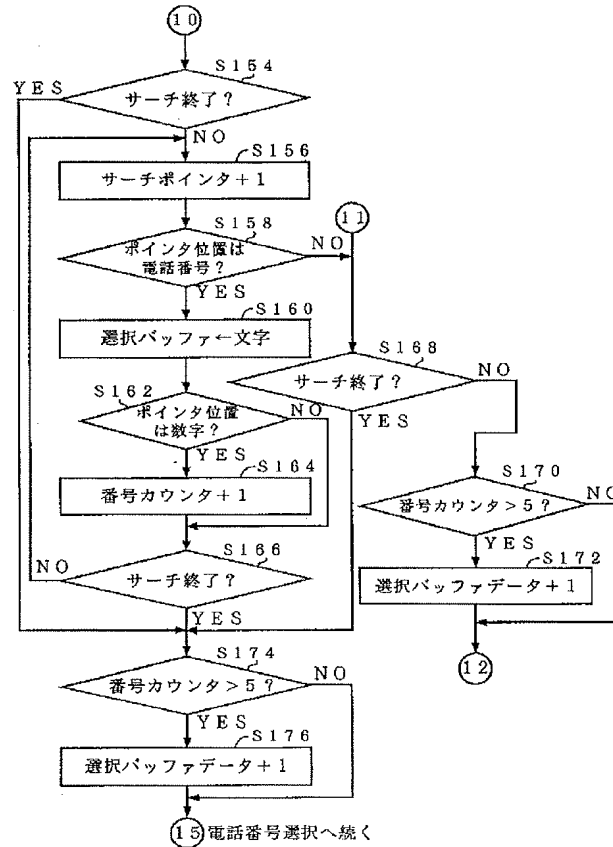 10
S154
YES
サーチ終了?
NO
S156
サーチポインタ+1
11
S158
ポインタ位置は
電話番号?
NO
YES
S160
選択バッファ←文字
S162
ポインタ位置
は数字?
NO
YES
S164
番号カウンタ+1
S166
NO
サーチ終了?
YES
S168
サーチ終了?
NO
YES
S170
番号カウンタ>5?
NO
YES
S172
選択バッファデータ+1
12
S174
番号カウンタ>5?
NO
YES
S176
選択バッファデータ+1
15 電話番号選択へ続く